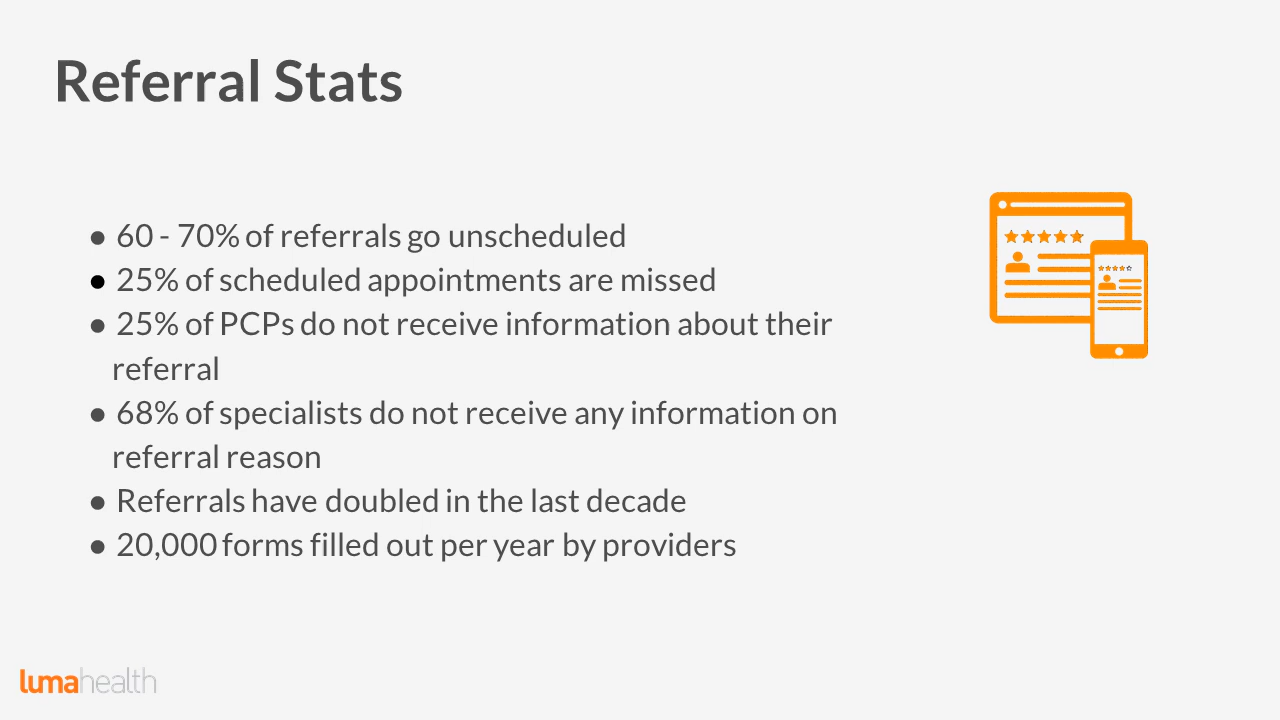 Referral Stats
● 60 - 70% of referrals go unscheduled
● 25% of scheduled appointments are missed
● 25% of PCPs do not receive information about their
referral
● 68% of specialists do not receive any information on
referral reason
● Referrals have doubled in the last decade
● 20,000 forms filled out per year by providers
lumahealth